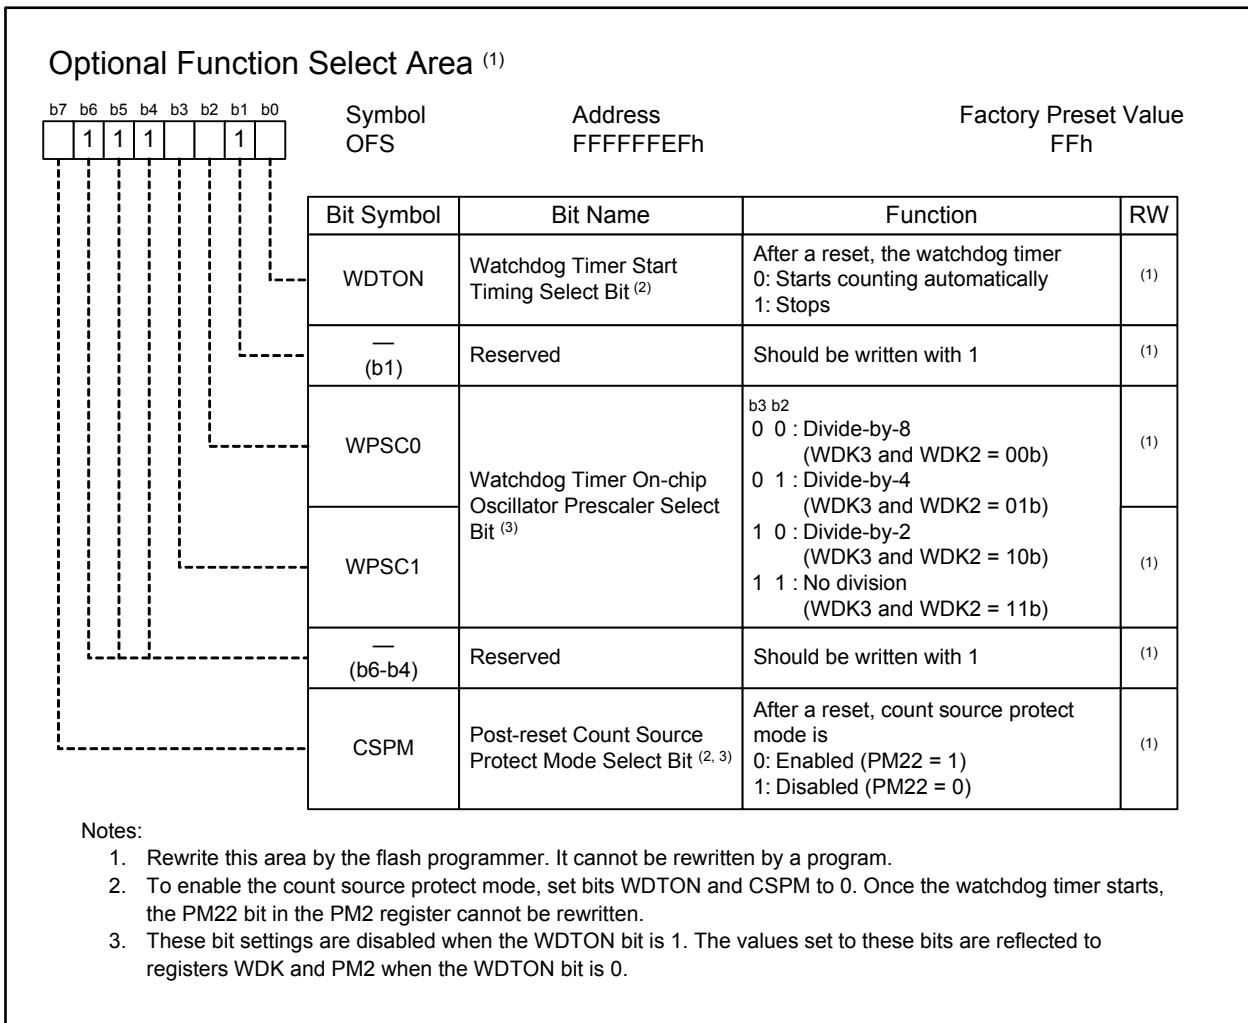 Optional Function Select Area (1)
b7 b6 b5 b4 b3 b2 b1 b0
1 1 1 1
Symbol Address Factory Preset Value
OFS FFFFFFEFh FFh
Bit Symbol Bit Name Function RW
WDTON Watchdog Timer Start Timing Select Bit (2) After a reset, the watchdog timer (1)
0: Starts counting automatically
1: Stops
— (b1) Reserved Should be written with 1 (1)
WPSC0 (1)
WPSC1 (1)
Watchdog Timer On-chip
Oscillator Prescaler Select
Bit (3)
b3 b2
0 0 : Divide-by-8
(WDK3 and WDK2 = 00b)
0 1 : Divide-by-4
(WDK3 and WDK2 = 01b)
1 0 : Divide-by-2
(WDK3 and WDK2 = 10b)
1 1 : No division
(WDK3 and WDK2 = 11b)
— (b6-b4) Reserved Should be written with 1 (1)
CSPM Post-reset Count Source Protect Mode Select Bit (2, 3) After a reset, count source protect (1)
mode is
0: Enabled (PM22 = 1)
1: Disabled (PM22 = 0)
Notes:
1. Rewrite this area by the flash programmer. It cannot be rewritten by a program.
2. To enable the count source protect mode, set bits WDTON and CSPM to 0. Once the watchdog timer starts,
the PM22 bit in the PM2 register cannot be rewritten.
3. These bit settings are disabled when the WDTON bit is 1. The values set to these bits are reflected to
registers WDK and PM2 when the WDTON bit is 0.